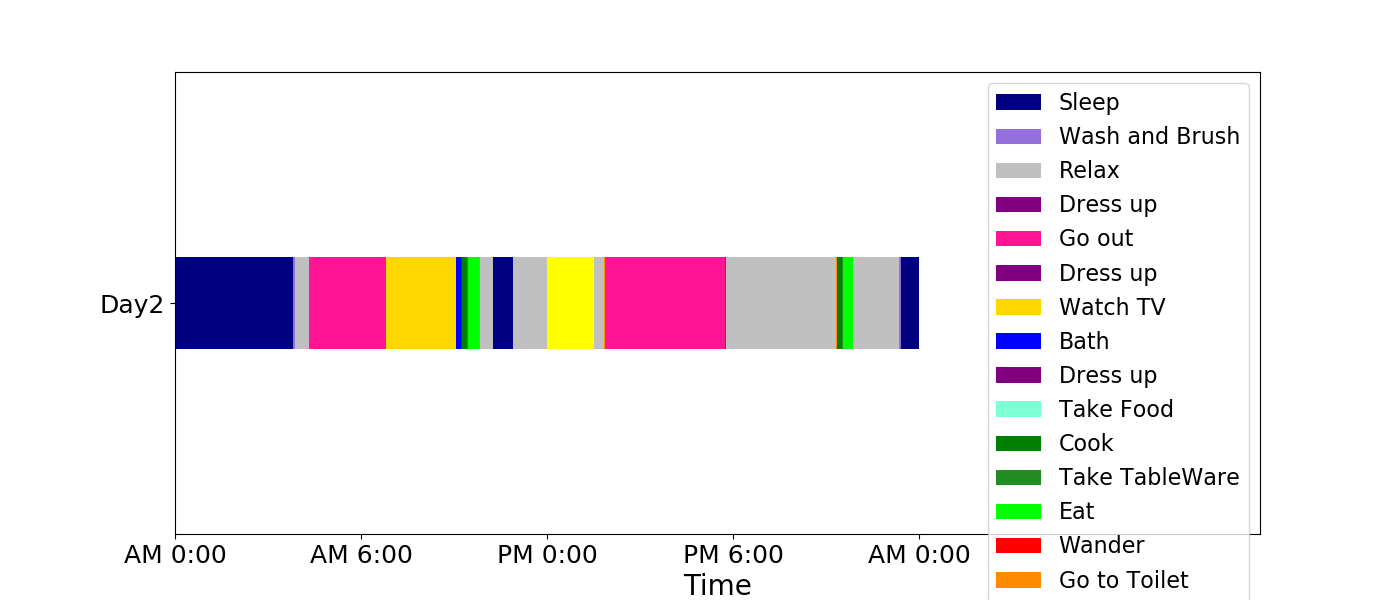 Sleep
Wash and Brush
Relax
Dress up
Go out
Dress up
Watch TV
Bath
Dress up
Take Food
Cook
Take TableWare
Eat
Wander
Go to Toilet
Day2
AM 0:00 AM 6:00 PM 0:00 PM 6:00 AM 0:00
Time